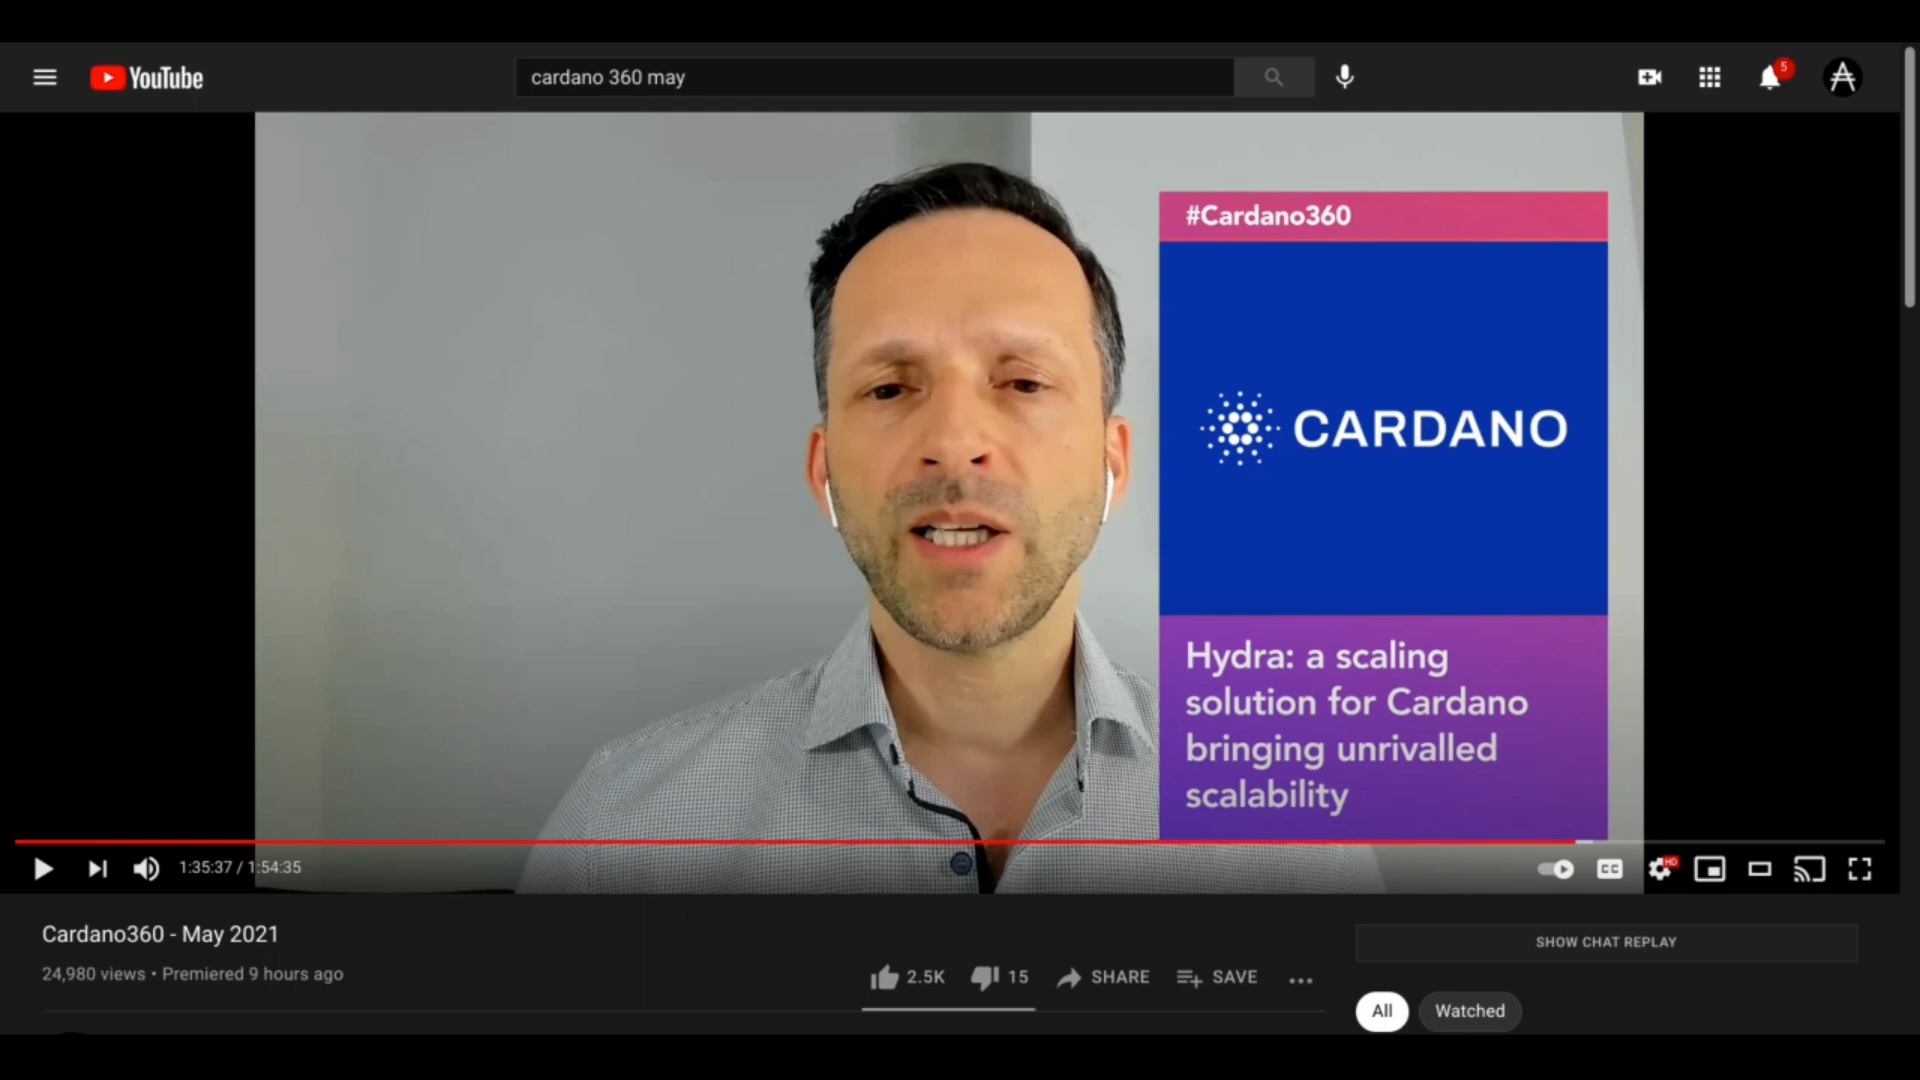 YouTube
cardano 360 may
5
#Cardano360
CARDANO
Hydra: a scaling
solution for Cardano
bringing unrivalled
scalability
1:35:37 / 1:54:35
CC
HD
Cardano360 - May 2021
24,980 views • Premiered 9 hours ago
2.5K
15
SHARE
SAVE
SHOW CHAT REPLAY
All
Watched